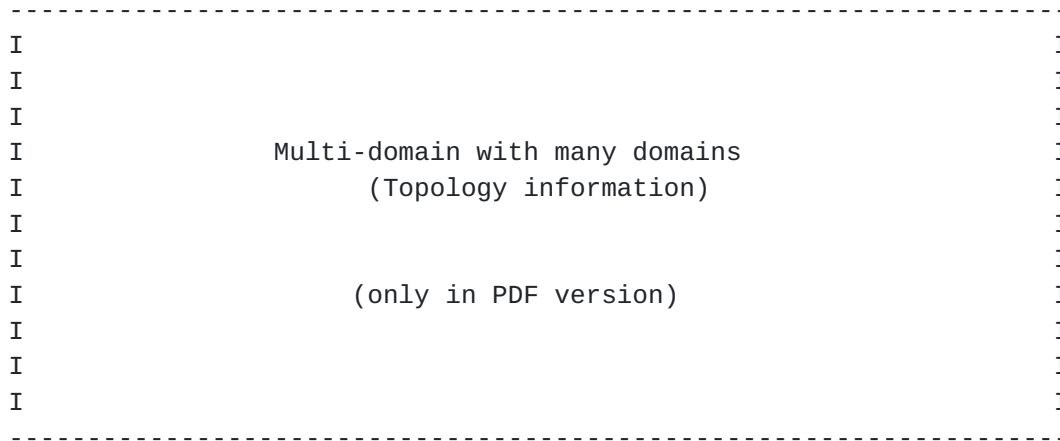 --------------------------------------------------------------------
I                                                                  I
I                                                                  I
I                                                                  I
I                Multi-domain with many domains                    I
I                      (Topology information)                      I
I                                                                  I
I                                                                  I
I                     (only in PDF version)                        I
I                                                                  I
I                                                                  I
I                                                                  I
--------------------------------------------------------------------